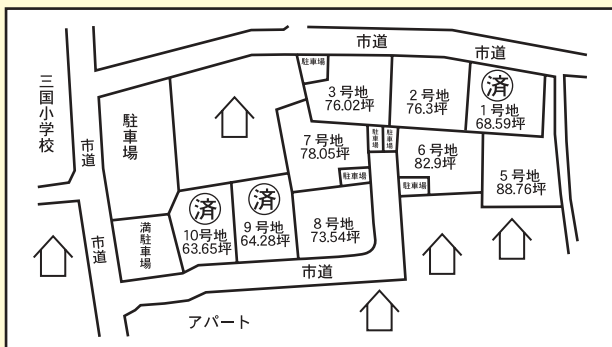 市道
市道
駐車場
済
3号地
76.02坪
2号地
76.3坪
1号地
68.59坪
三国小学校
市道
駐車場
7号地
78.05坪
駐車場
駐車場
6号地
82.9坪
駐車場
駐車場
5号地
88.76坪
済
10号地
63.65坪
済
9号地
64.28坪
8号地
73.54坪
満駐車場
市道
市道
アパート